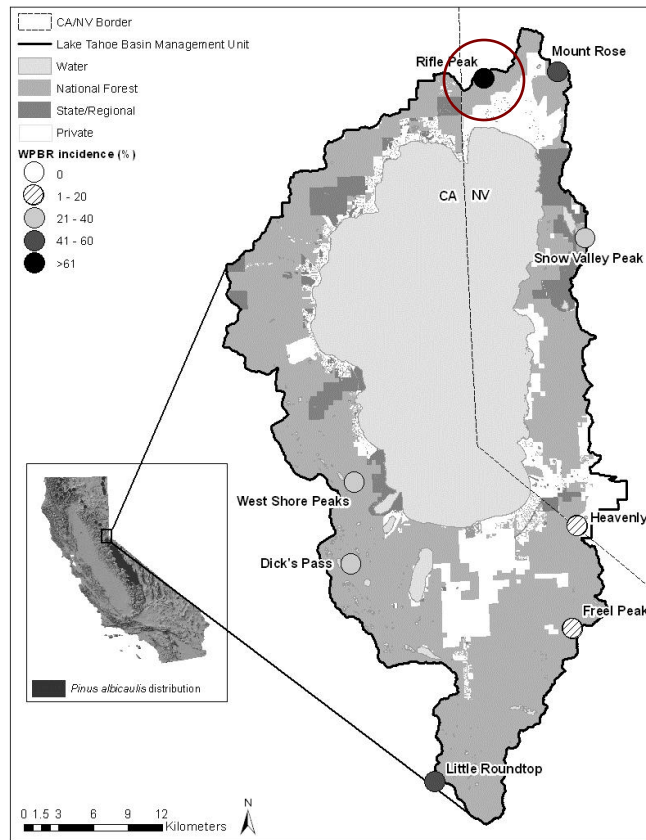 CA/NV Border
Lake Tahoe Basin Management Unit
Water
National Forest
State/Regional
Private
WPBR incidence (%)
0
1 - 20
21 - 40
41 - 60
>61
Rifle Peak
Mount Rose
CA NV
Snow Valley Peak
West Shore Peaks
Heavenly
Dick's Pass
Freel Peak
Pinus albicaulis distribution
Little Roundtop
0 1.5 3 6 9 12
Kilometers
N